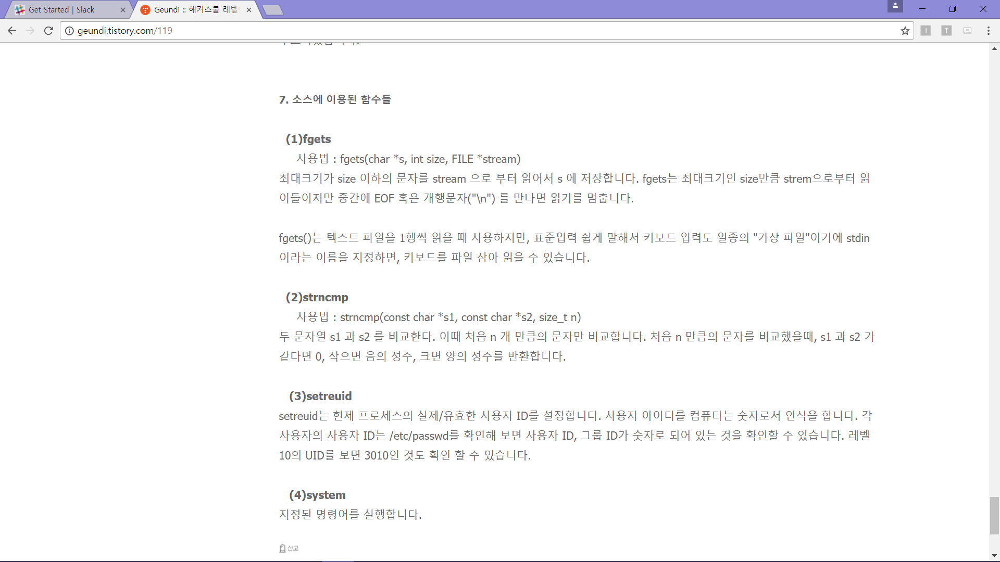 Get Started | Slack
Geundi :: 해커스쿨 레벨
geundi.tistory.com/119
7. 소스에 이용된 함수들
(1)fgets
사용법 : fgets(char *s, int size, FILE *stream)
최대크기가 size 이하의 문자를 stream 으로 부터 읽어서 s 에 저장합니다. fgets는 최대크기인 size만큼 strem으로부터 읽
어들이지만 중간에 EOF 혹은 개행문자("\n") 를 만나면 읽기를 멈춥니다.
fgets()는 텍스트 파일을 1행씩 읽을 때 사용하지만, 표준입력 쉽게 말해서 키보드 입력도 일종의 "가상 파일"이기에 stdin
이라는 이름을 지정하면, 키보드를 파일 삼아 읽을 수 있습니다.
(2)strncmp
사용법 : strncmp(const char *s1, const char *s2, size_t n)
두 문자열 s1 과 s2 를 비교한다. 이때 처음 n 개 만큼의 문자만 비교합니다. 처음 n 만큼의 문자를 비교했을때, s1 과 s2 가
같다면 0, 작으면 음의 정수, 크면 양의 정수를 반환합니다.
(3)setreuid
setreuid는 현제 프로세스의 실제/유효한 사용자 ID를 설정합니다. 사용자 아이디를 컴퓨터는 숫자로서 인식을 합니다. 각
사용자의 사용자 ID는 /etc/passwd를 확인해 보면 사용자 ID, 그룹 ID가 숫자로 되어 있는 것을 확인할 수 있습니다. 레벨
10의 UID를 보면 3010인 것도 확인 할 수 있습니다.
(4)system
지정된 명령어를 실행합니다.
신고